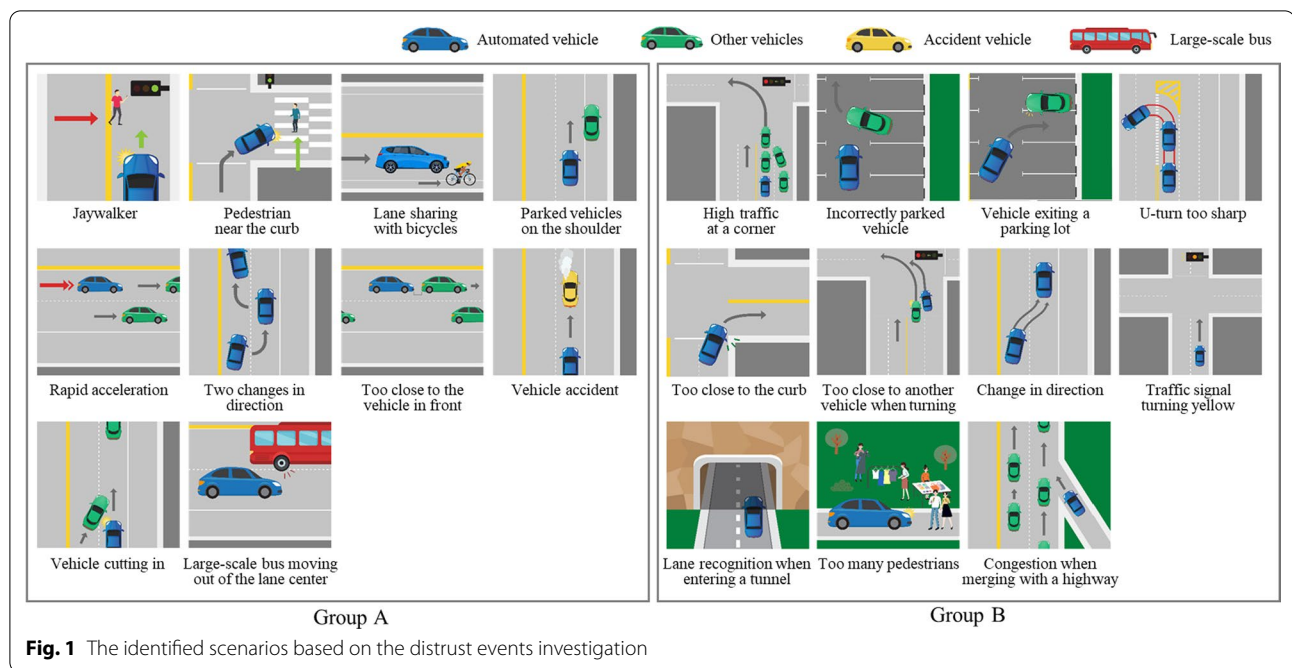 Automated vehicle
Other vehicles
Accident vehicle
Large-scale bus
Jaywalker
Pedestrian
near the curb
Lane sharing
with bicycles
Parked vehicles
on the shoulder
Rapid acceleration
Two changes in
direction
Too close to the
vehicle in front
Vehicle accident
Vehicle cutting in
Large-scale bus moving
out of the lane center
Group A
High traffic
at a corner
Incorrectly parked
vehicle
Vehicle exiting a
parking lot
U-turn too sharp
Too close to the curb
Too close to another
vehicle when turning
Change in direction
Traffic signal
turning yellow
Lane recognition when
entering a tunnel
Too many pedestrians
Congestion when
merging with a highway
Group B
Fig. 1 The identified scenarios based on the distrust events investigation